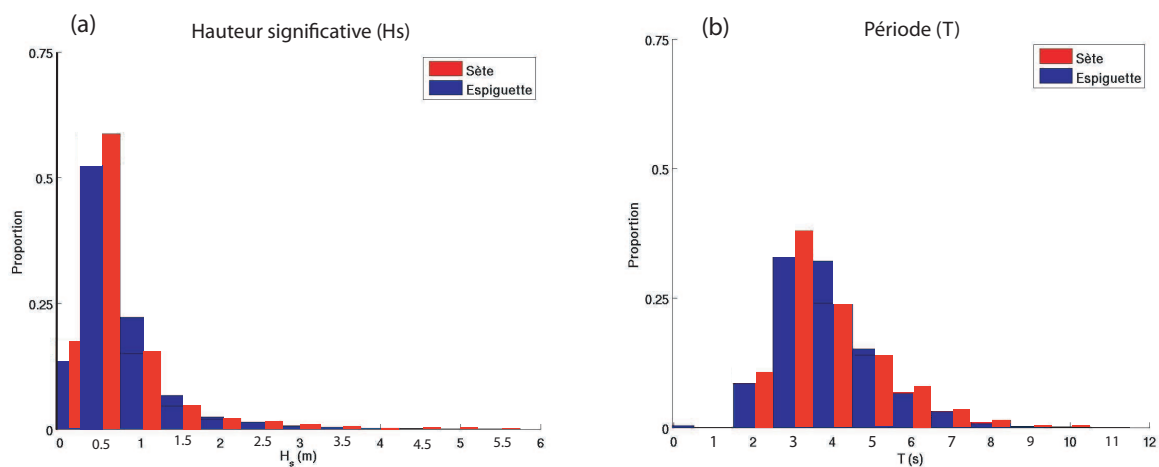 (a)
Hauteur significative (Hs)
0.75
Sète
Espiguette
0.5
Proportion
0.25
0
0 0.5 1 1.5 2 2.5 3 3.5 4 4.5 5 5.5 6
Hs (m)
(b)
Période (T)
0.75
Sète
Espiguette
0.5
Proportion
0.25
0
0 1 2 3 4 5 6 7 8 9 10 11 12
T (s)